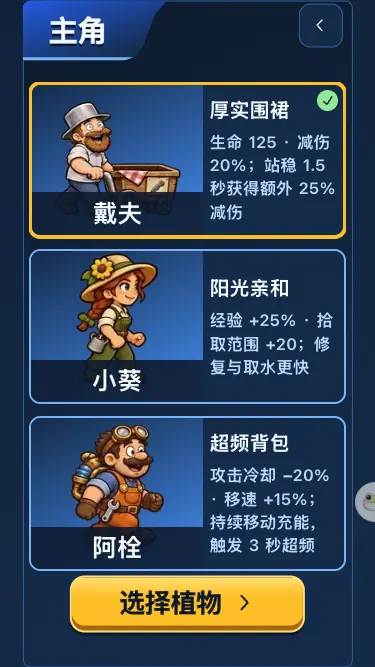 主角
厚实围裙
生命 125 · 减伤
20%；站稳 1.5
秒获得额外 25%
减伤
戴夫
阳光亲和
经验 +25% · 拾
取范围 +20；修
复与取水更快
小葵
超频背包
攻击冷却 –20%
· 移速 +15%；
持续移动充能，
触发 3 秒超频
阿栓
选择植物